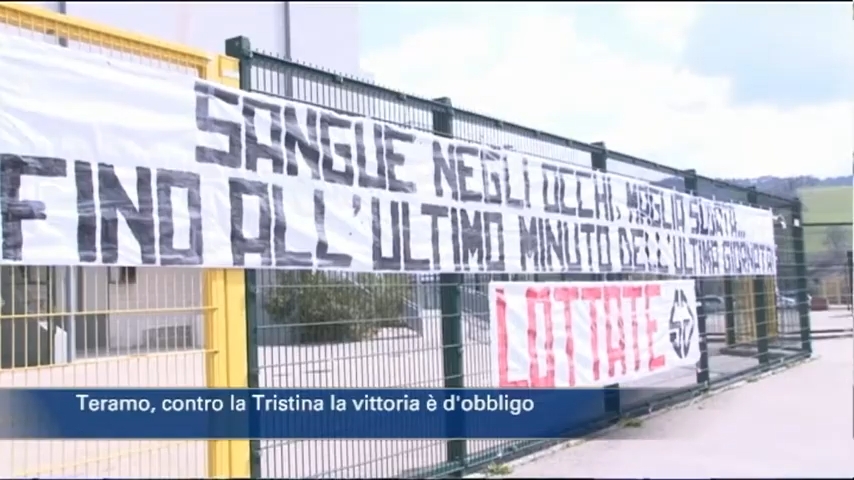 SANGUE NEGLI OCCHI, MAGLIA SUDATA...
FINO ALL'ULTIMO MINUTO DELL'ULTIMA GIORNATA
LOTTATE
Teramo, contro la Tristina la vittoria è d'obbligo